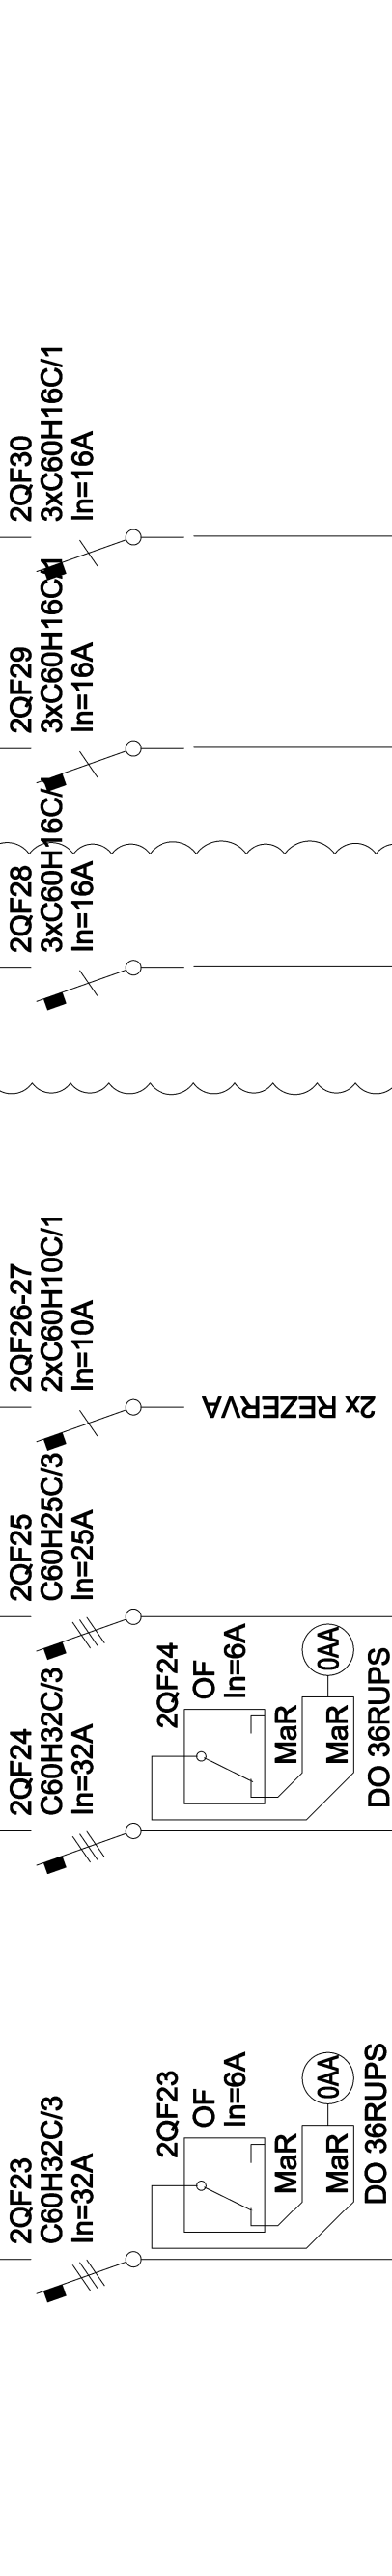 2QF30
3xC60H16C/1
In=16A
2QF29
3xC60H16C/1
In=16A
2QF28
3xC60H16C/
In=16A
2QF26-27
2xC60H10C/1
In=10A
2x REZERVA
2QF25
C60H25C/3
In=25A
2QF24
C60H32C/3
In=32A
2QF24
OF
In=6A
MaR
MaR
0AA
DO 36RUPS
2QF23
C60H32C/3
In=32A
2QF23
OF
In=6A
MaR
MaR
0AA
DO 36RUPS